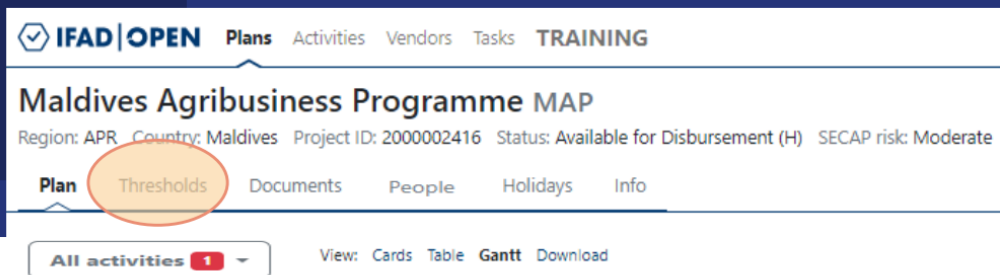 IFAD|OPEN Plans Activities Vendors Tasks TRAINING
Maldives Agribusiness Programme MAP
Region: APR Country: Maldives Project ID: 2000002416 Status: Available for Disbursement (H) SECAP risk: Moderate
Plan Thresholds Documents People Holidays Info
All activities 1 View: Cards Table Gantt Download